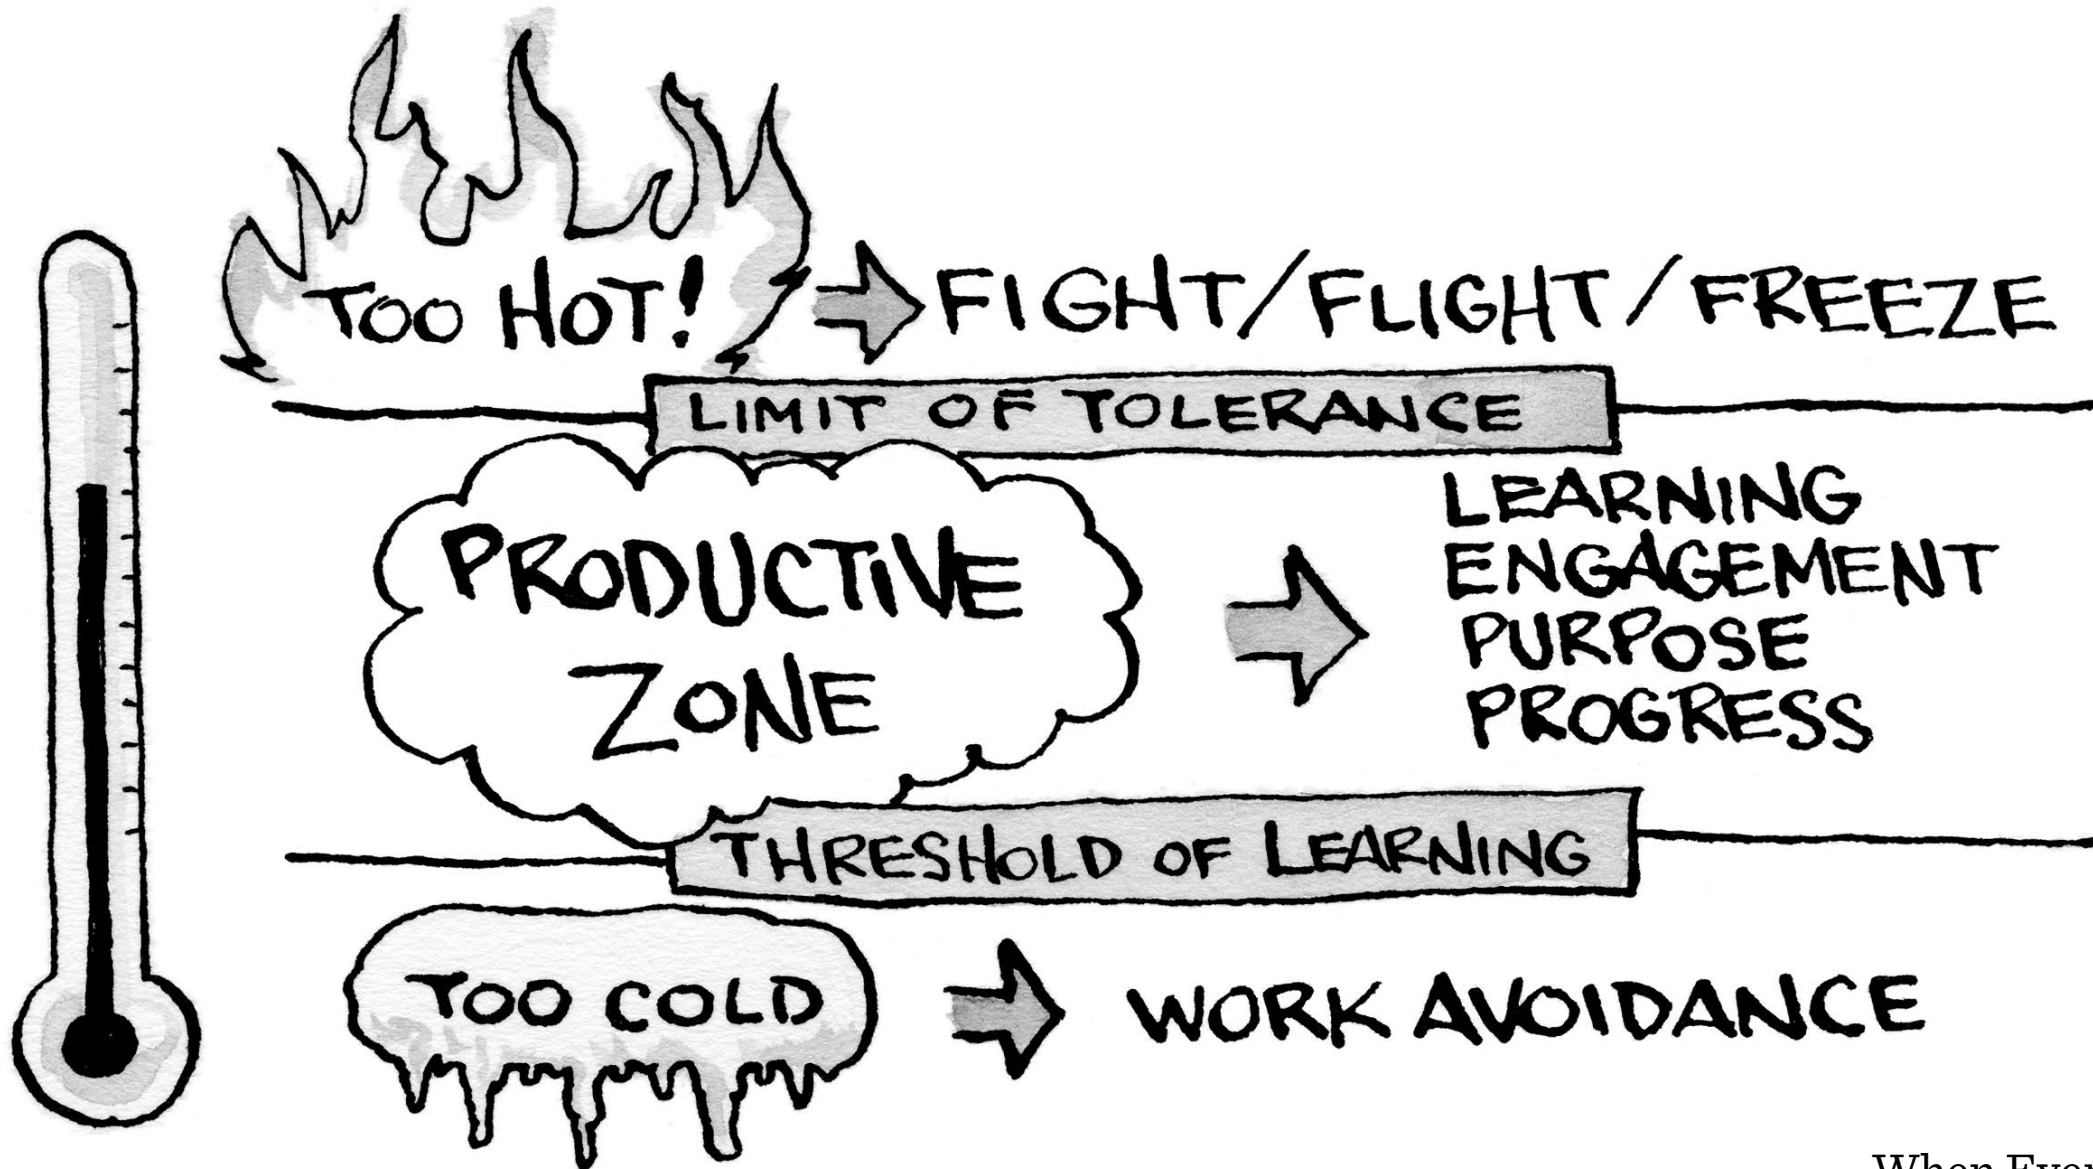 TOO HOT!
FIGHT/FLIGHT/FREEZE
LIMIT OF TOLERANCE
PRODUCTIVE
ZONE
LEARNING
ENGAGEMENT
PURPOSE
PROGRESS
THRESHOLD OF LEARNING
TOO COLD
WORK AVOIDANCE
When